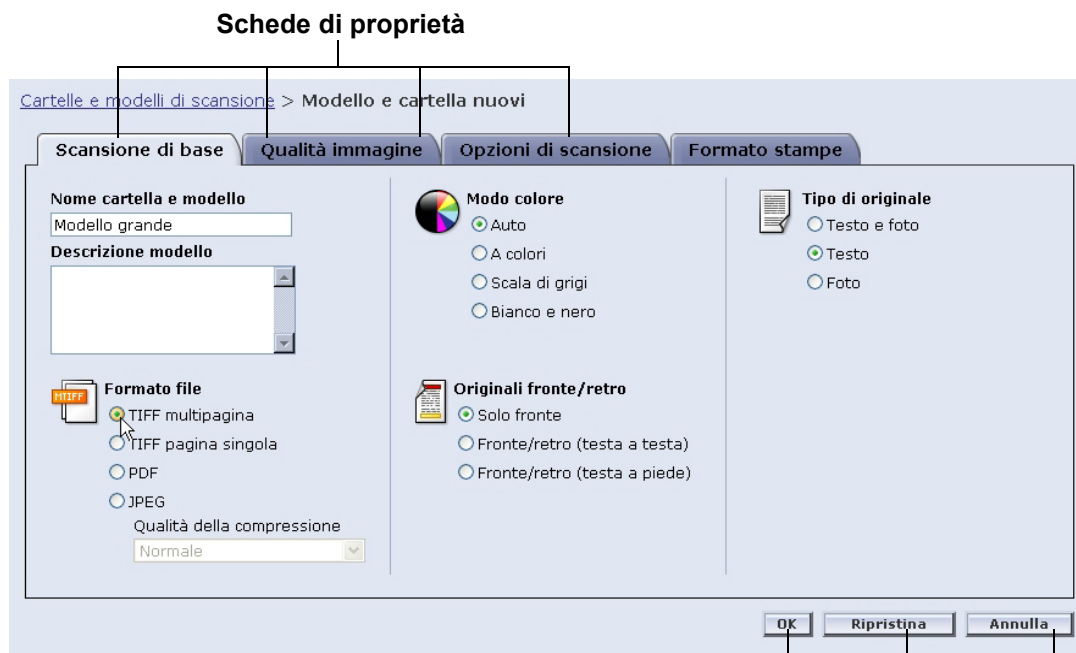 Schede di proprietà
Cartelle e modelli di scansione > Modello e cartella nuovi
Scansione di base
Qualità immagine
Opzioni di scansione
Formato stampe
Nome cartella e modello
Modello grande
Descrizione modello
Formato file
MTIFF
TIFF multipagina
TIFF pagina singola
PDF
JPEG
Qualità della compressione
Normale
Modo colore
Auto
A colori
Scala di grigi
Bianco e nero
Originali fronte/retro
Solo fronte
Fronte/retro (testa a testa)
Fronte/retro (testa a piede)
Tipo di originale
Testo e foto
Testo
Foto
OK
Ripristina
Annulla